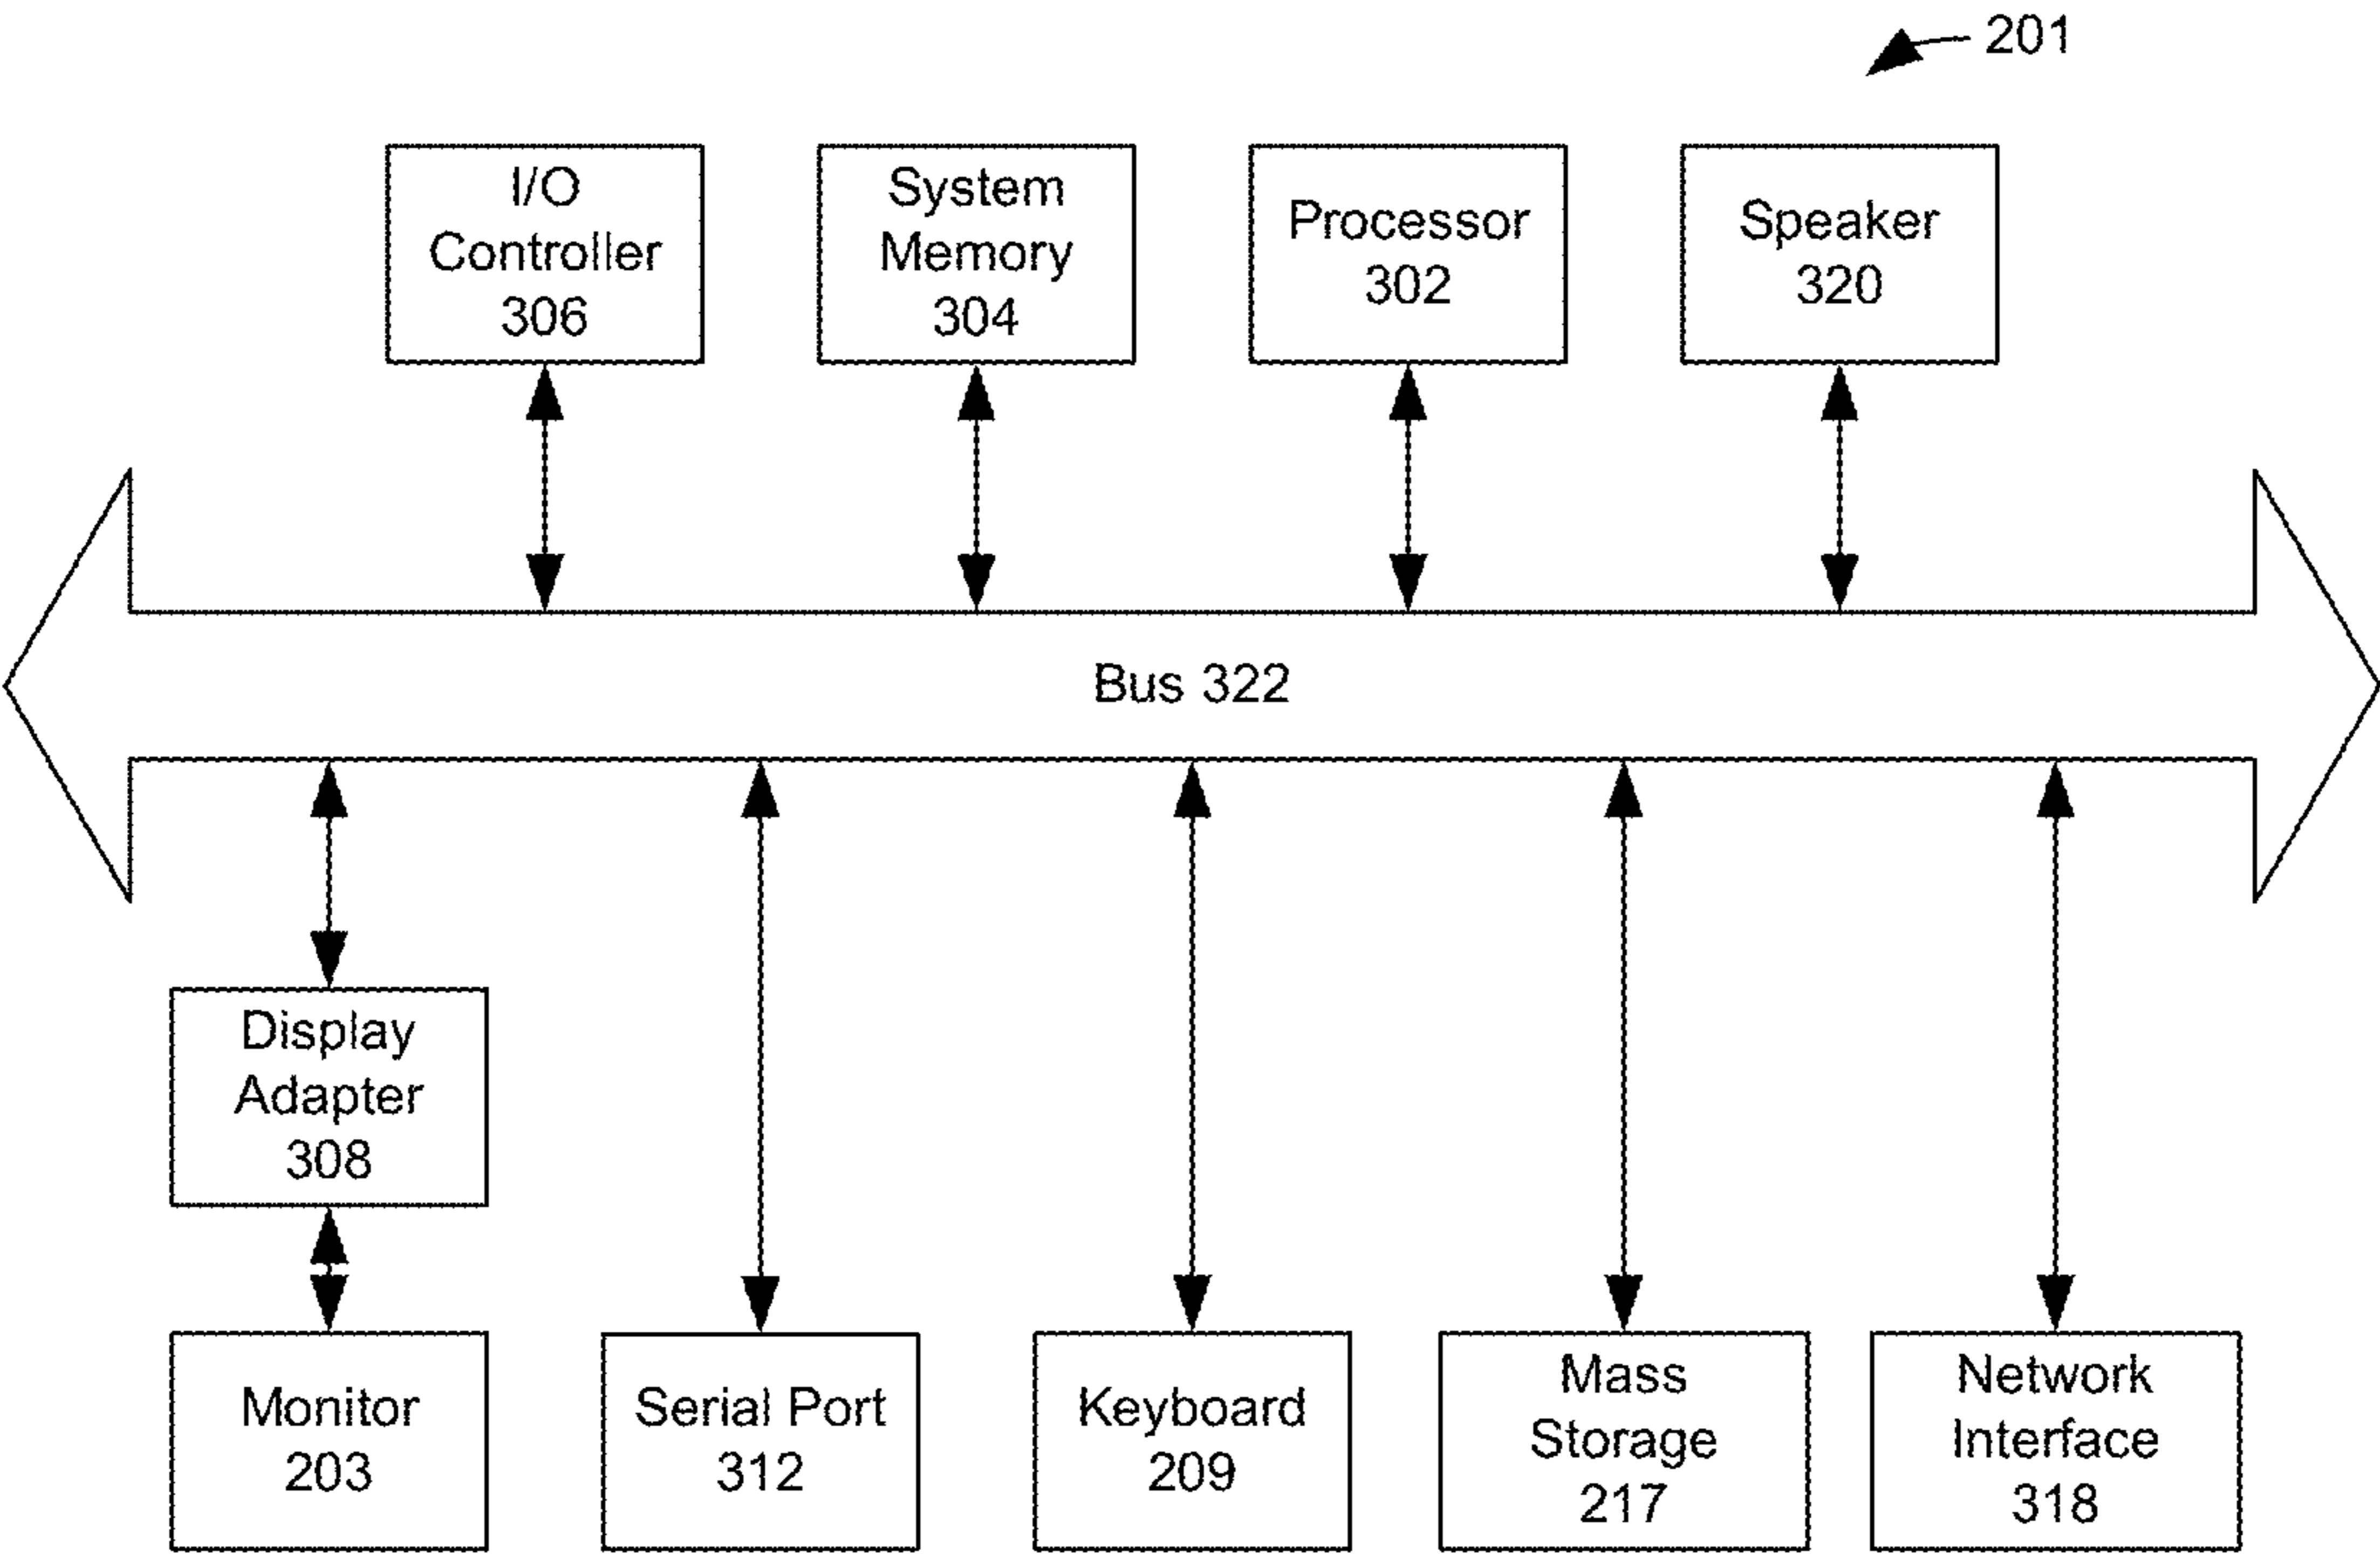 201
I/O
Controller
306
System
Memory
304
Processor
302
Speaker
320
Bus 322
Display
Adapter
308
Monitor
203
Serial Port
312
Keyboard
209
Mass
Storage
217
Network
Interface
318